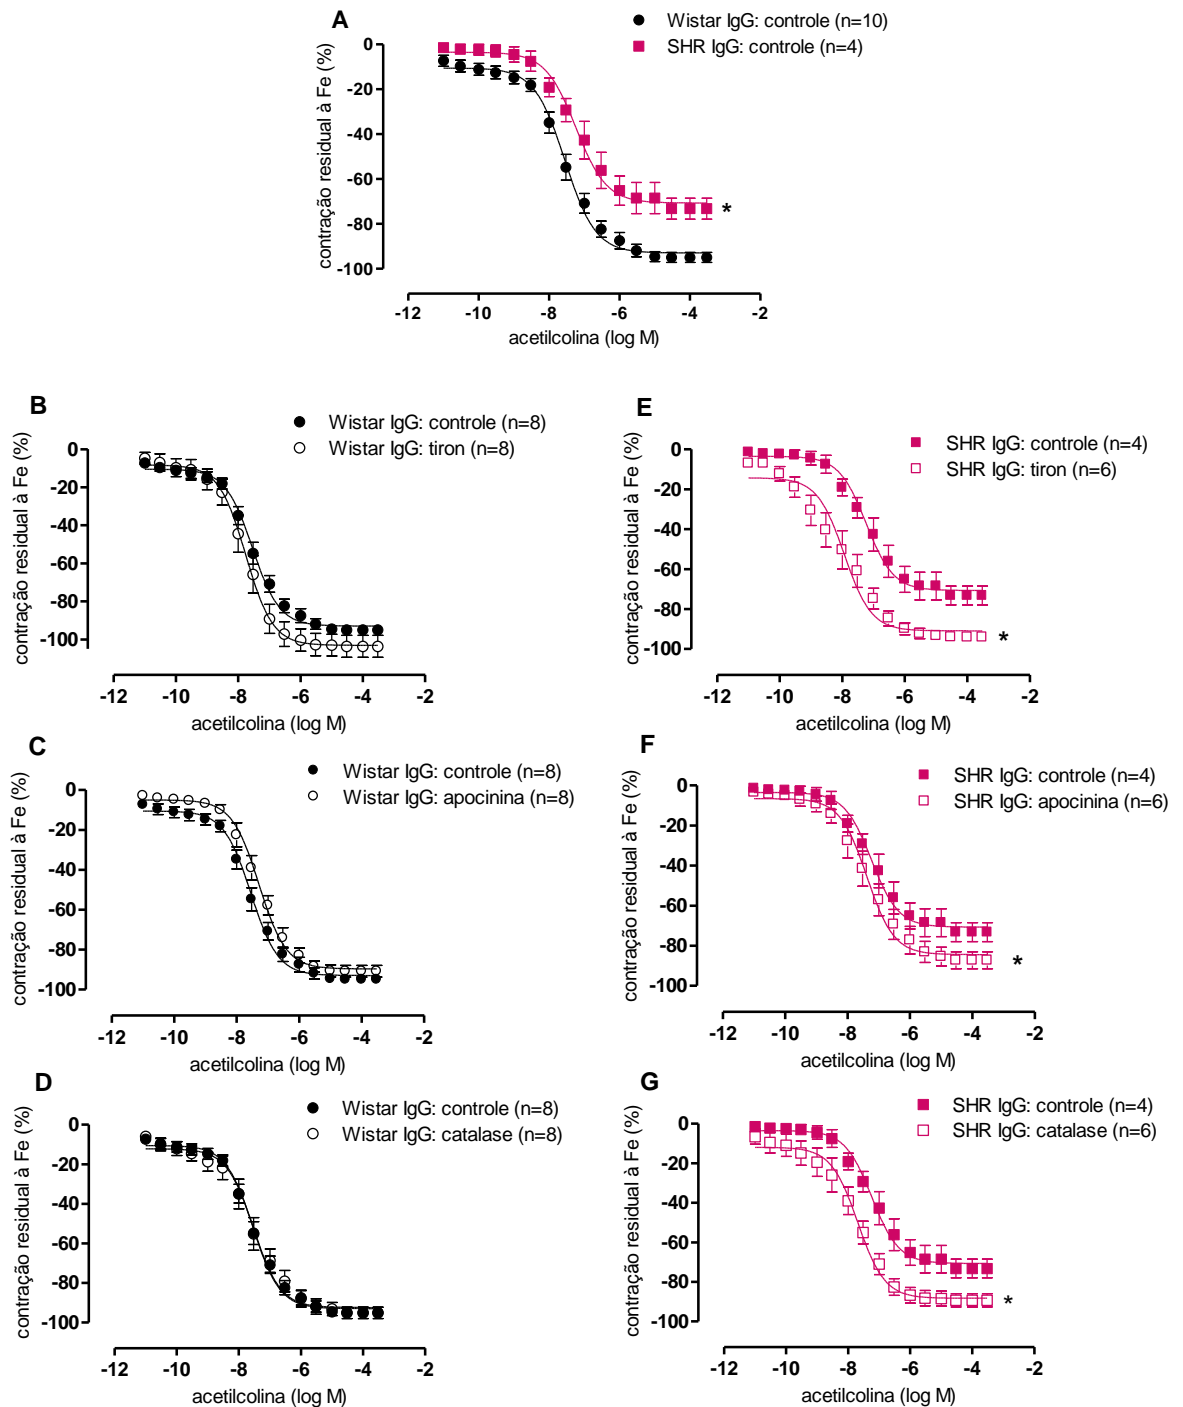 A
Wistar IgG: controle (n=10)
SHR IgG: controle (n=4)
contração residual à Fe (%)
0
-20
-40
-60
-80
-100
*
-12 -10 -8 -6 -4 -2
acetilcolina (log M)
B
Wistar IgG: controle (n=8)
Wistar IgG: tiron (n=8)
contração residual à Fe (%)
0
-20
-40
-60
-80
-100
-12 -10 -8 -6 -4 -2
acetilcolina (log M)
E
SHR IgG: controle (n=4)
SHR IgG: tiron (n=6)
contração residual à Fe (%)
0
-20
-40
-60
-80
-100
*
-12 -10 -8 -6 -4 -2
acetilcolina (log M)
C
Wistar IgG: controle (n=8)
Wistar IgG: apocinina (n=8)
contração residual à Fe (%)
0
-20
-40
-60
-80
-100
-12 -10 -8 -6 -4 -2
acetilcolina (log M)
F
SHR IgG: controle (n=4)
SHR IgG: apocinina (n=6)
contração residual à Fe (%)
0
-20
-40
-60
-80
-100
*
-12 -10 -8 -6 -4 -2
acetilcolina (log M)
D
Wistar IgG: controle (n=8)
Wistar IgG: catalase (n=8)
contração residual à Fe (%)
0
-20
-40
-60
-80
-100
-12 -10 -8 -6 -4 -2
acetilcolina (log M)
G
SHR IgG: controle (n=4)
SHR IgG: catalase (n=6)
contração residual à Fe (%)
0
-20
-40
-60
-80
-100
*
-12 -10 -8 -6 -4 -2
acetilcolina (log M)